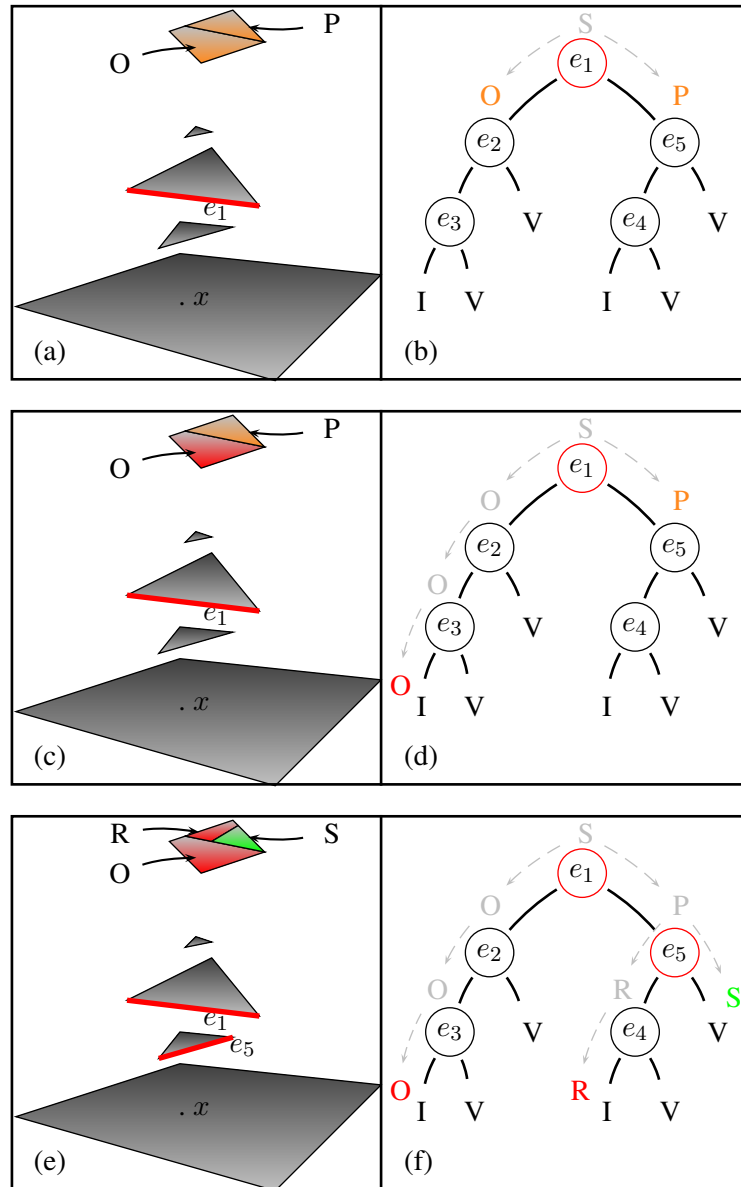 P
O
e1
. x
(a)
S
e1
O P
e2 e5
e3 V e4 V
I V I V
(b)
P
O
e1
. x
(c)
S
e1
O P
e2 e5
O
e3 V e4 V
O
I V I V
(d)
R S
O
e1
e5
. x
(e)
S
e1
O P
e2 e5
O R S
e3 V e4 V
O R
I V I V
(f)